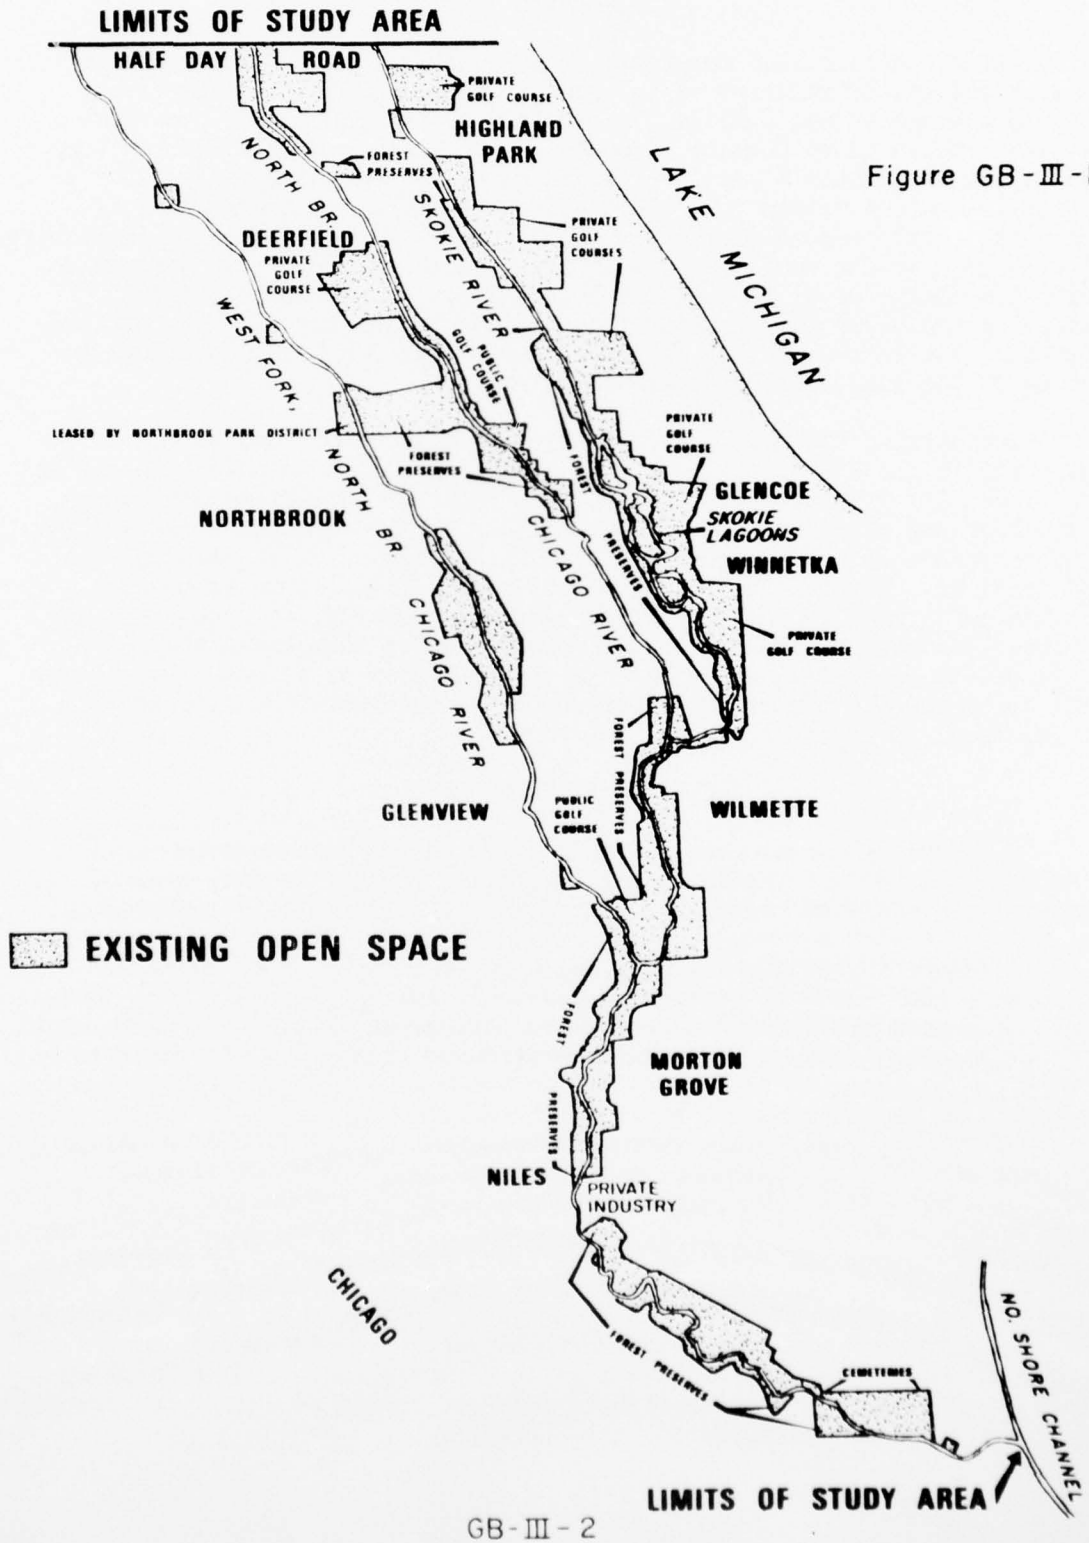 LIMITS OF STUDY AREA
HALF DAY ROAD
PRIVATE
GOLF COURSE
HIGHLAND
PARK
FOREST
PRESERVES
NORTH BR.
SKOKIE RIVER
LAKE MICHIGAN
Figure GB-III-
PRIVATE
GOLF
COURSES
DEERFIELD
PRIVATE
GOLF
COURSE
WEST FORK,
PUBLIC
GOLF COURSE
LEASED BY NORTHBROOK PARK DISTRICT
FOREST
PRESERVES
NORTH BR.
FOREST
PRESERVES
PRIVATE
GOLF
COURSE
GLENCOE
SKOKIE
LAGOONS
NORTHBROOK
WINNETKA
CHICAGO RIVER
CHICAGO RIVER
PRIVATE
GOLF COURSE
FOREST PRESERVES
GLENVIEW
PUBLIC
GOLF
COURSE
WILMETTE
EXISTING OPEN SPACE
FOREST
PRESERVES
MORTON
GROVE
NILES
PRIVATE
INDUSTRY
CHICAGO
FOREST PRESERVES
CEMETERIES
NO. SHORE CHANNEL
LIMITS OF STUDY AREA
GB-III-2